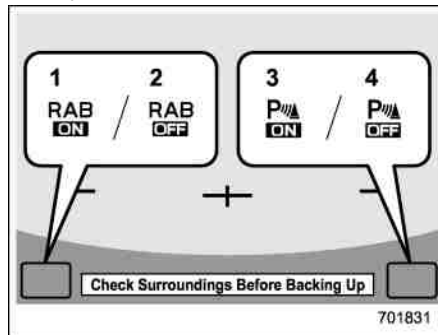 1 2 3 4
RAB / RAB P / P
ON OFF ON OFF
Check Surroundings Before Backing Up
701831